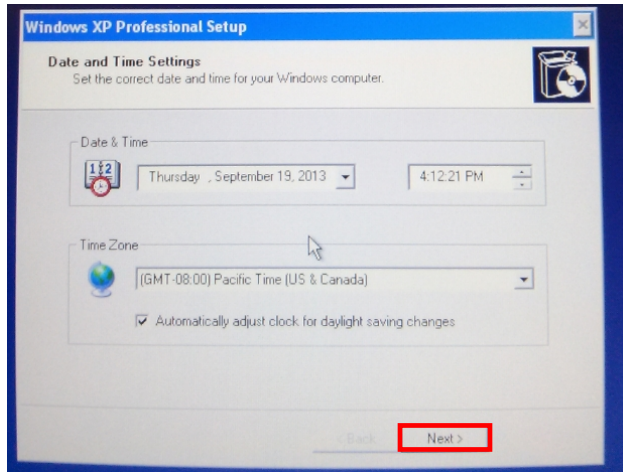 Windows XP Professional Setup
Date and Time Settings
Set the correct date and time for your Windows computer.
Date & Time
Thursday , September 19, 2013
4:12:21 PM
Time Zone
(GMT-08:00) Pacific Time (US & Canada)
Automatically adjust clock for daylight saving changes
< Back
Next >